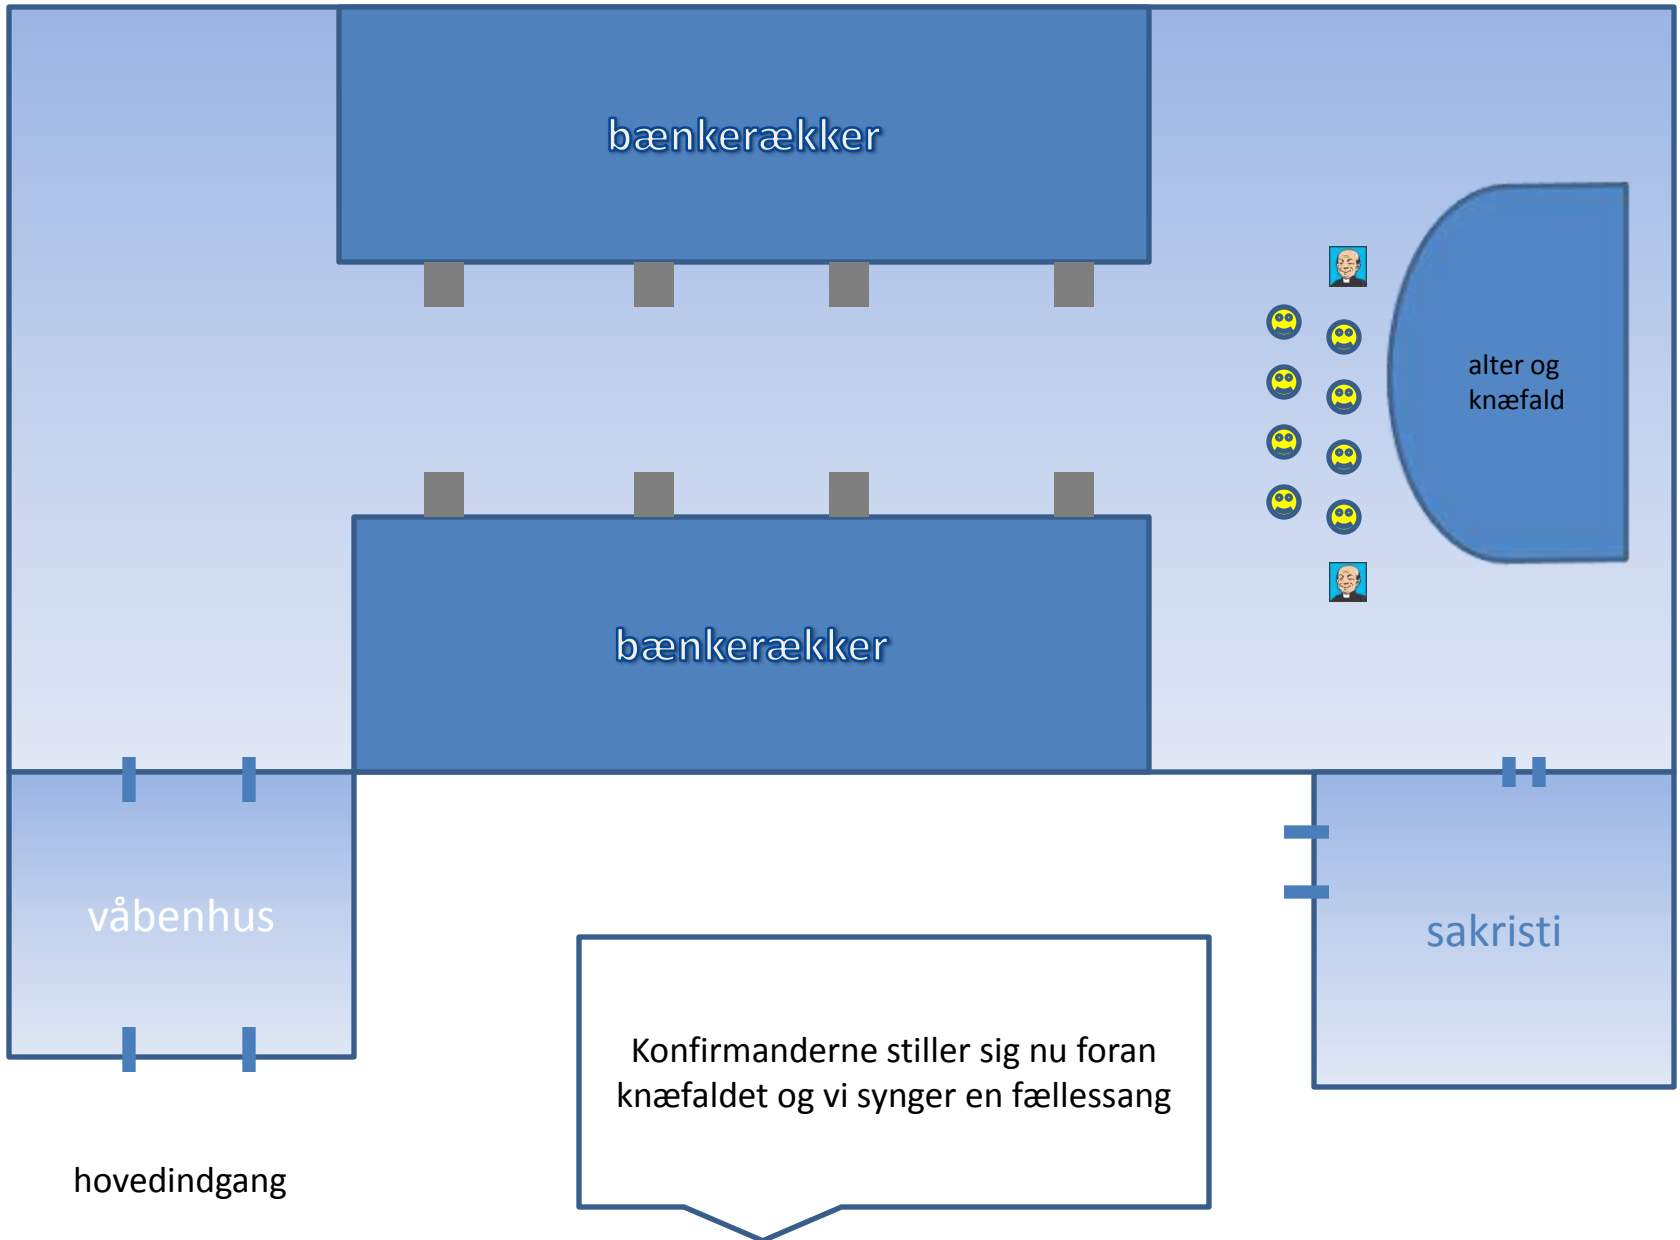 bænkerækker
alter og
knæfald
bænkerækker
våbenhus
sakristi
Konfirmanderne stiller sig nu foran
knæfaldet og vi synger en fællessang
hovedindgang